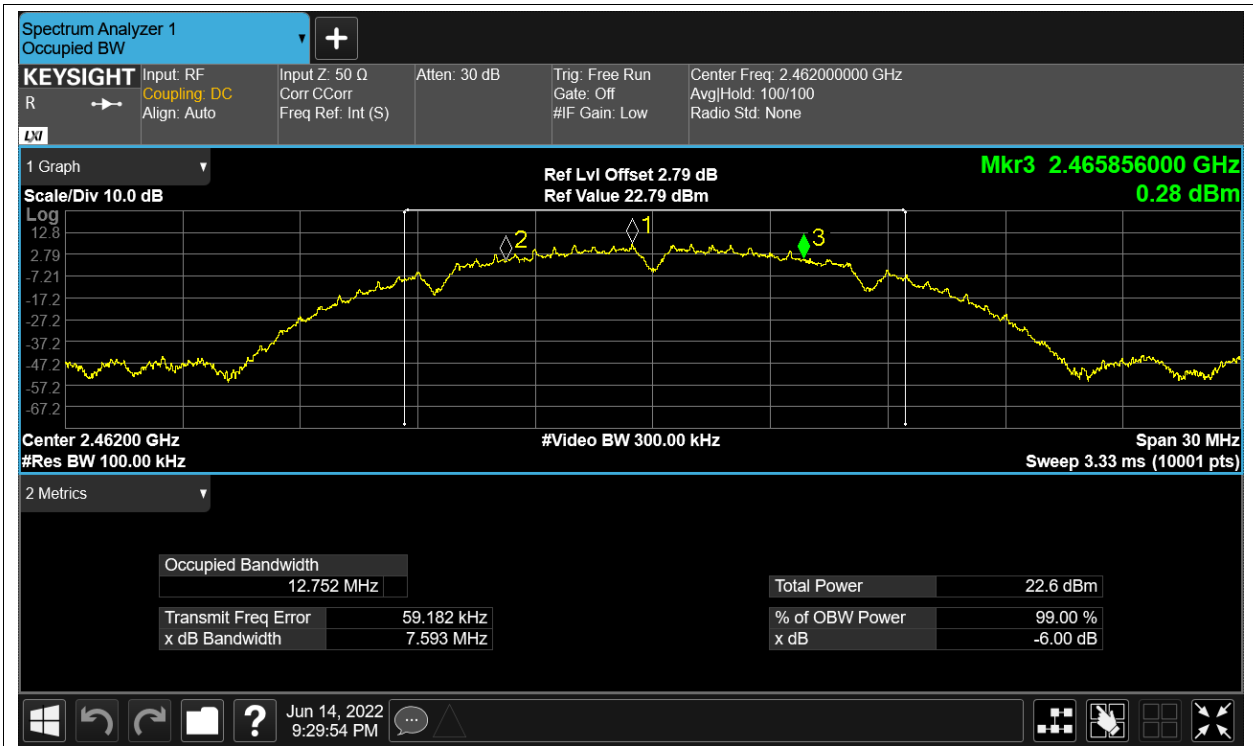 Spectrum Analyzer 1
Occupied BW
KEYSIGHT
R
LXI
Input: RF
Coupling: DC
Align: Auto
Input Z: 50 Ω
Corr CCorr
Freq Ref: Int (S)
Atten: 30 dB
Trig: Free Run
Gate: Off
#IF Gain: Low
Center Freq: 2.462000000 GHz
Avg|Hold: 100/100
Radio Std: None
1 Graph
Scale/Div 10.0 dB
Ref Lvl Offset 2.79 dB
Ref Value 22.79 dBm
Mkr3 2.465856000 GHz
0.28 dBm
Log
12.8
2.79
-7.21
-17.2
-27.2
-37.2
-47.2
-57.2
-67.2
2
1
3
Center 2.46200 GHz
#Res BW 100.00 kHz
#Video BW 300.00 kHz
Span 30 MHz
Sweep 3.33 ms (10001 pts)
2 Metrics
Occupied Bandwidth
12.752 MHz
Transmit Freq Error 59.182 kHz
x dB Bandwidth 7.593 MHz
Total Power 22.6 dBm
% of OBW Power 99.00 %
x dB -6.00 dB
?
Jun 14, 2022
9:29:54 PM